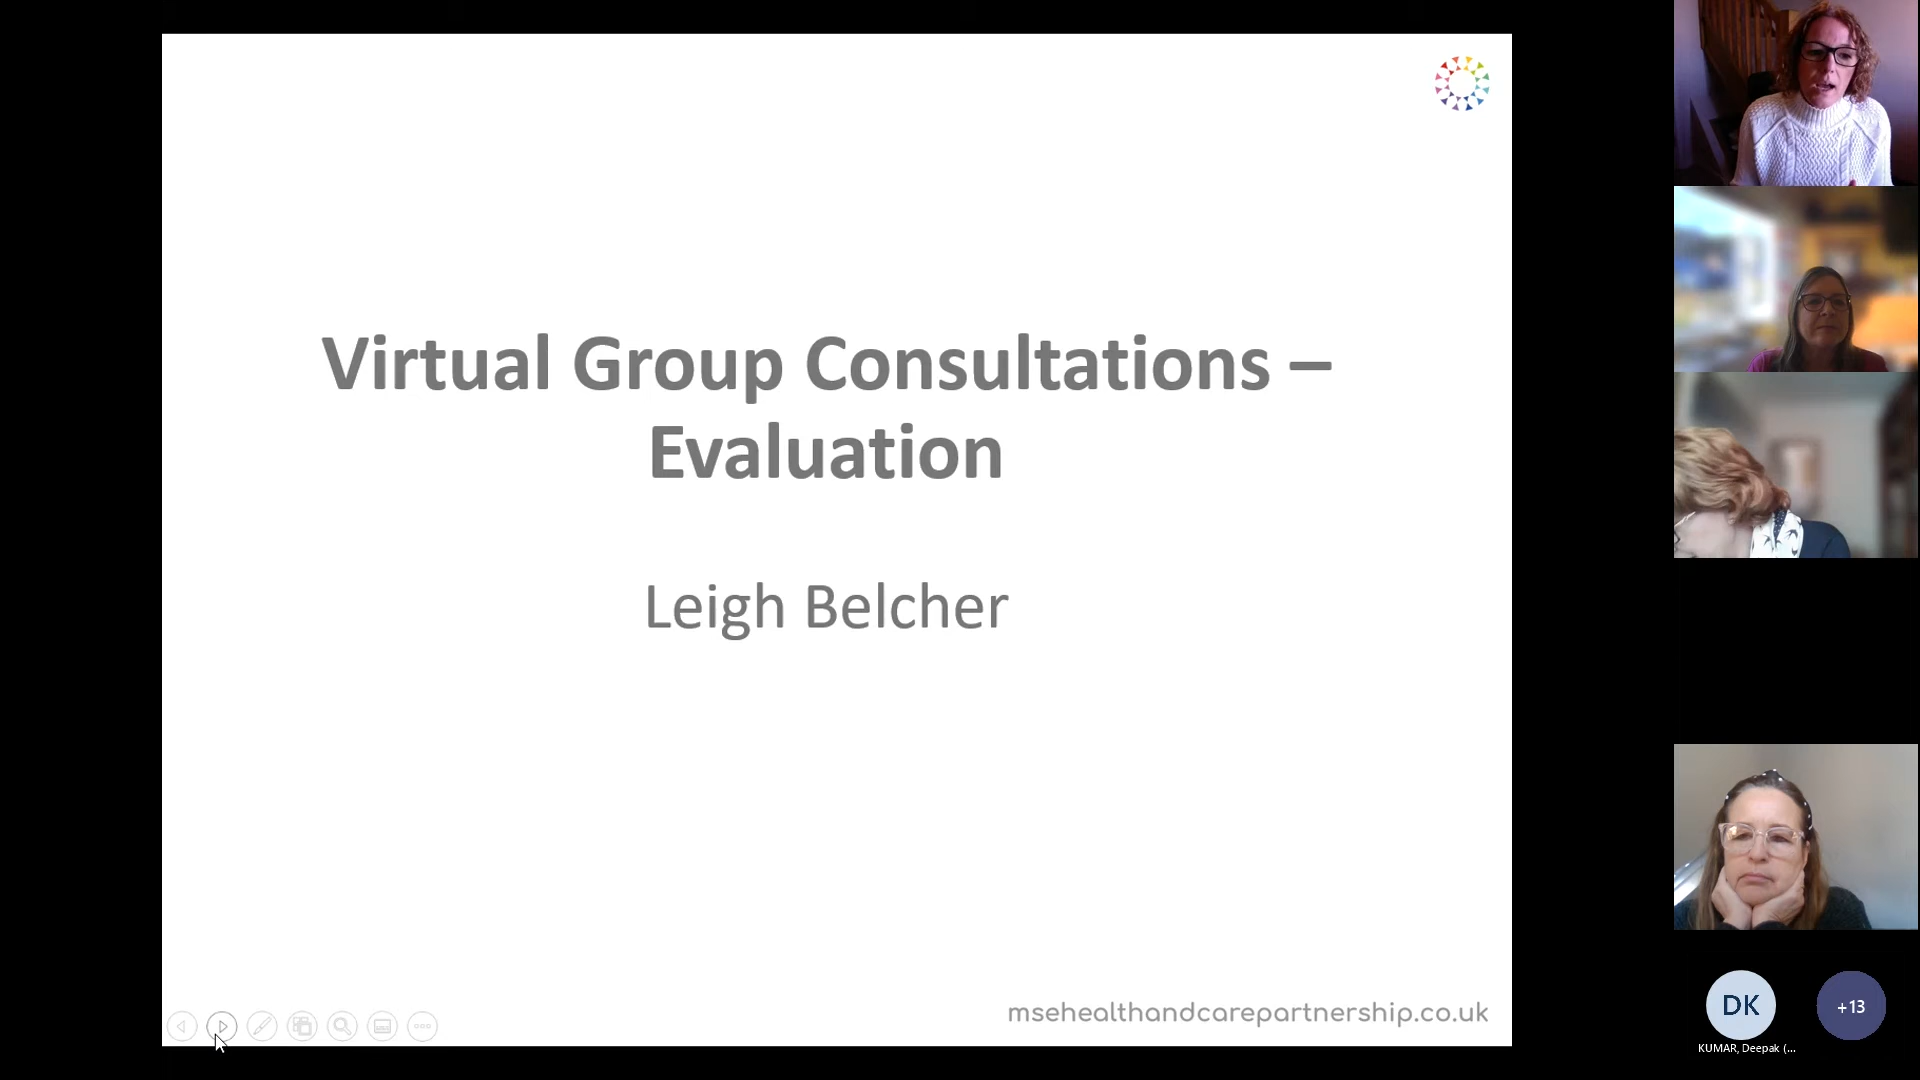 Virtual Group Consultations –
Evaluation
Leigh Belcher
msehealthandcarepartnership.co.uk
DK
+13
KUMAR, Deepak (...